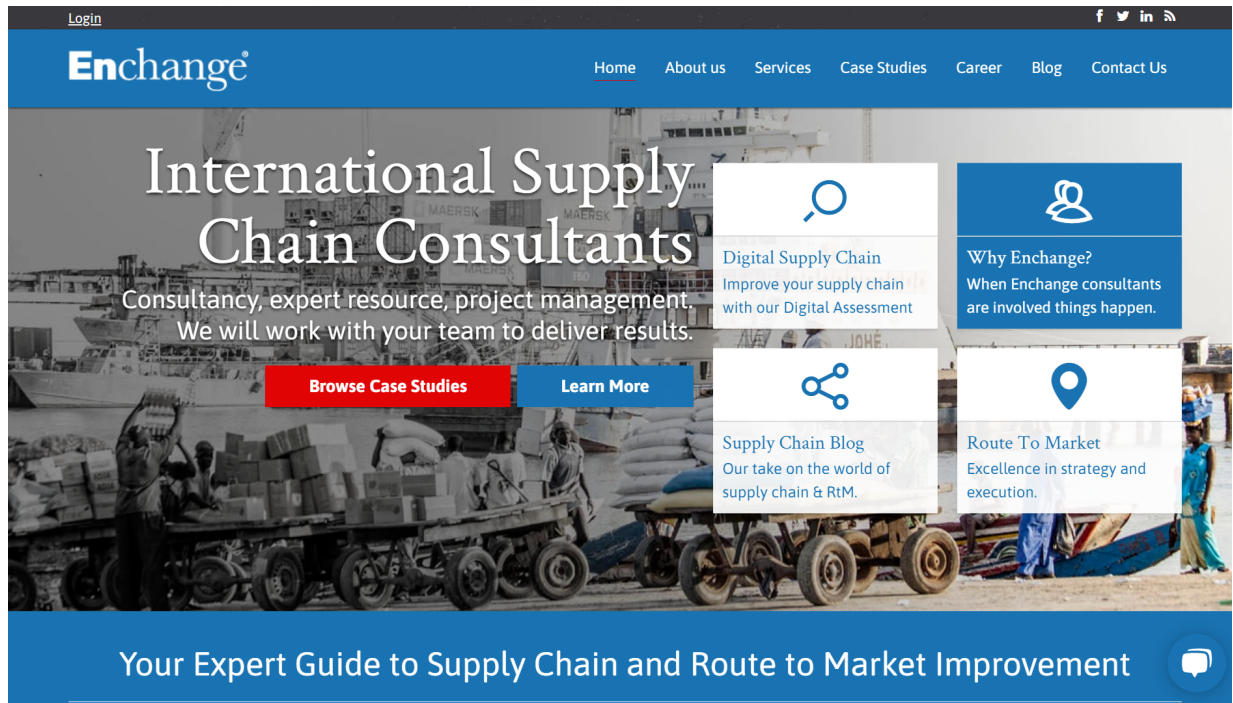 Login
Enchange®
Home
About us
Services
Case Studies
Career
Blog
Contact Us
International Supply
Chain Consultants
Consultancy, expert resource, project management.
We will work with your team to deliver results.
Browse Case Studies
Learn More
Digital Supply Chain
Improve your supply chain
with our Digital Assessment
Why Enchange?
When Enchange consultants
are involved things happen.
Supply Chain Blog
Our take on the world of
supply chain & RtM.
Route To Market
Excellence in strategy and
execution.
MAERSK
MAERSK
MAERSK
Your Expert Guide to Supply Chain and Route to Market Improvement